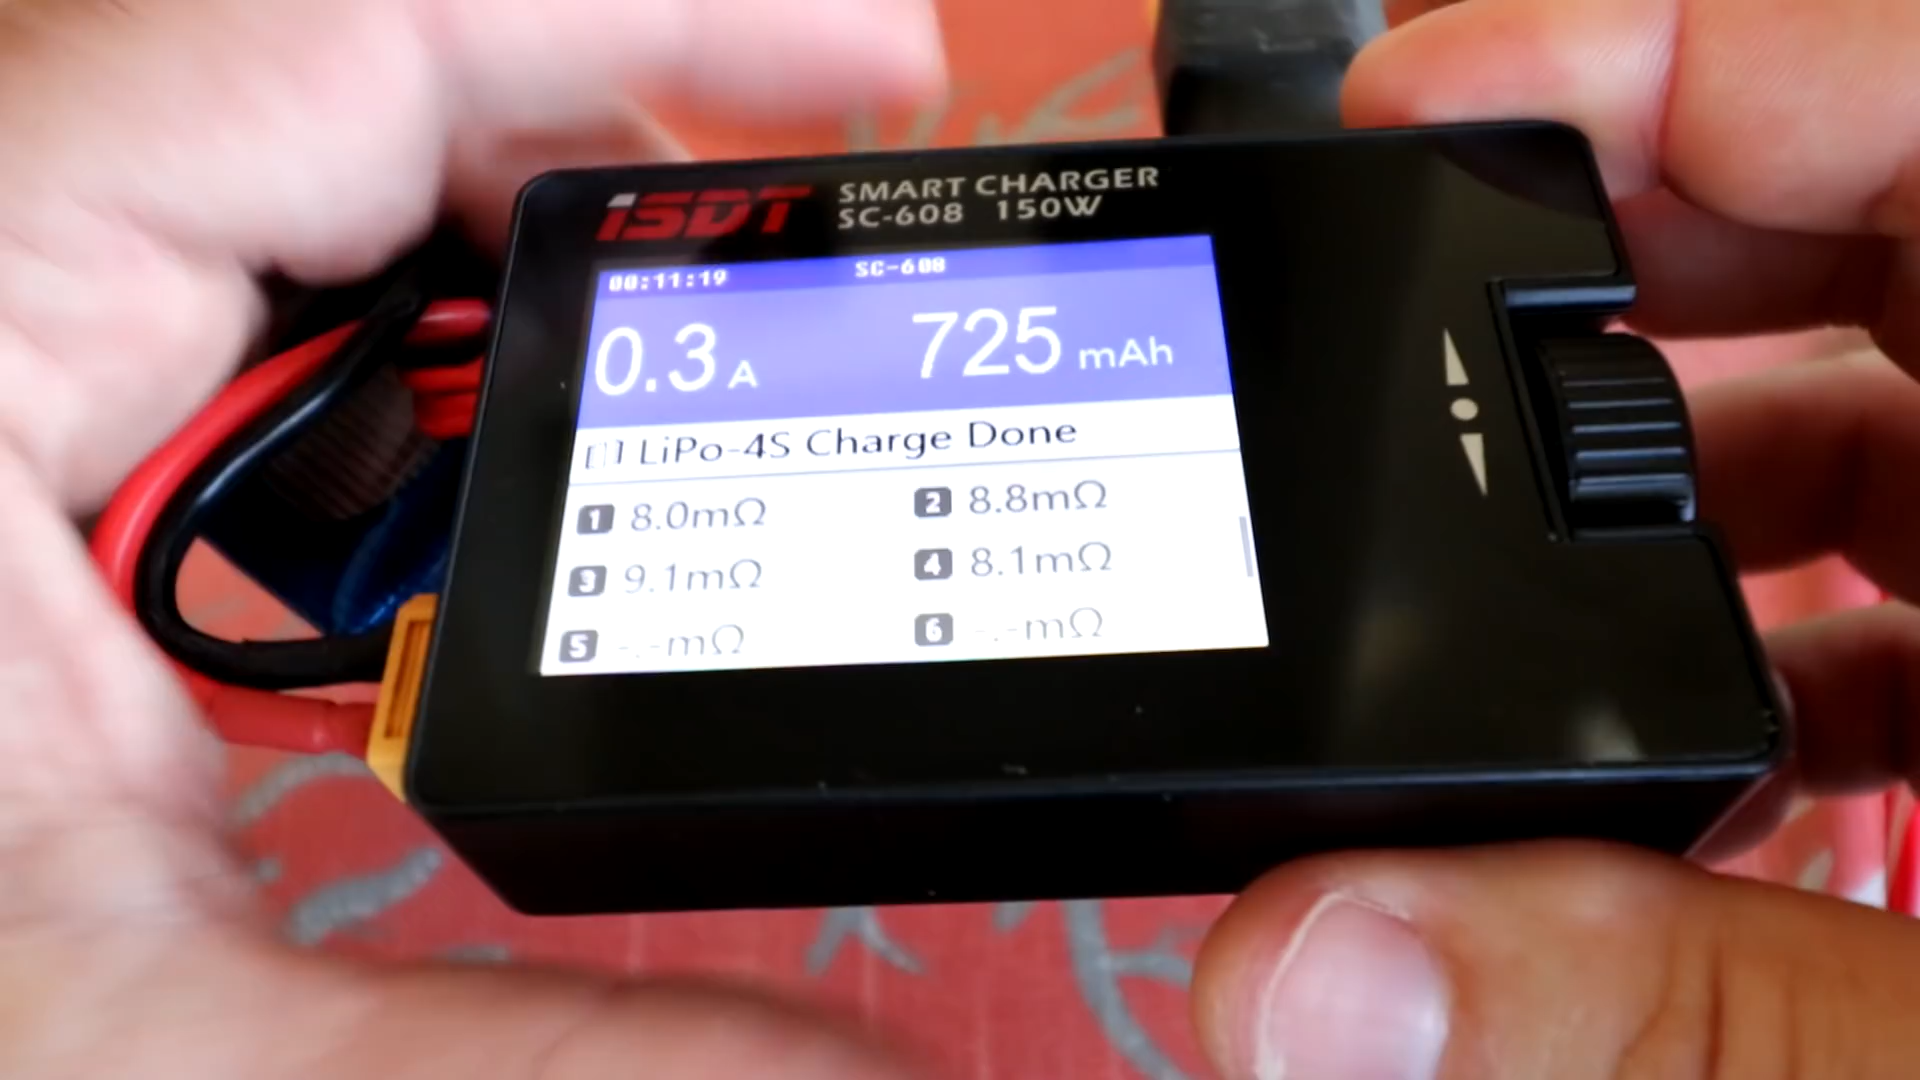 iSDT
SMART CHARGER
SC-608 150W
00:11:19 SC-608
0.3 A 725 mAh
LiPo-4S Charge Done
1 8.0mΩ 2 8.8mΩ
3 9.1mΩ 4 8.1mΩ
5 -.-mΩ 6 -.-mΩ